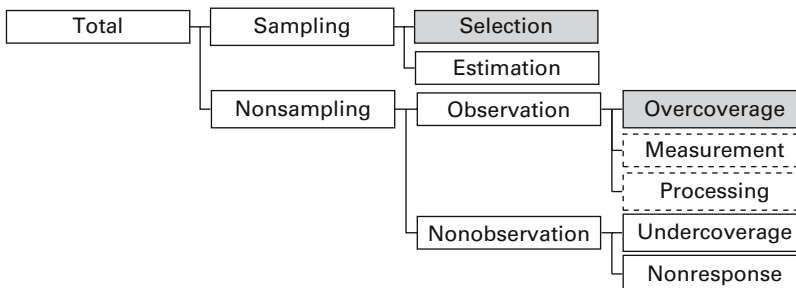 Total
Sampling
Selection
Estimation
Nonsampling
Observation
Overcoverage
Measurement
Processing
Nonobservation
Undercoverage
Nonresponse